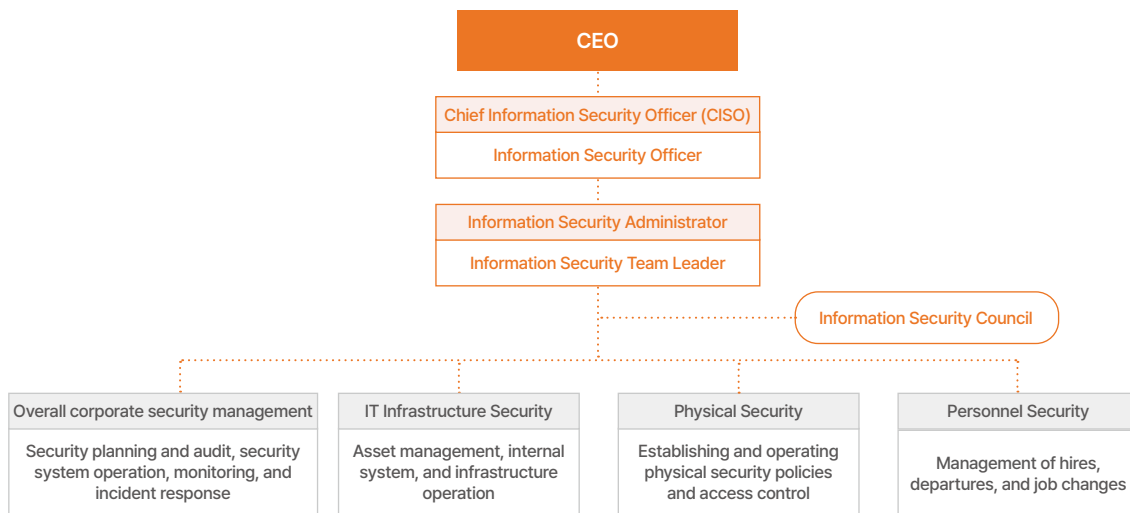 CEO
Chief Information Security Officer (CISO)
Information Security Officer
Information Security Administrator
Information Security Team Leader
Information Security Council
Overall corporate security management
Security planning and audit, security
system operation, monitoring, and
incident response
IT Infrastructure Security
Asset management, internal
system, and infrastructure
operation
Physical Security
Establishing and operating
physical security policies
and access control
Personnel Security
Management of hires,
departures, and job changes